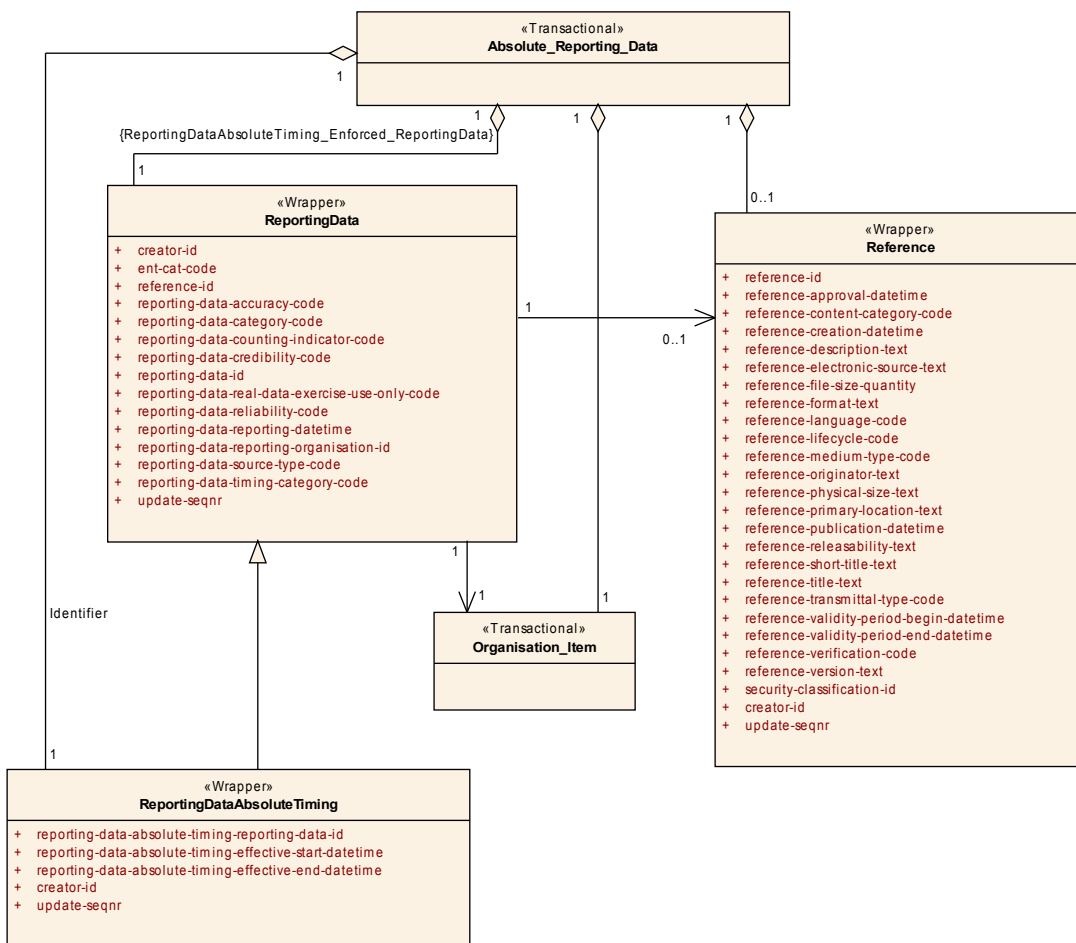 «Transactional»
Absolute_Reporting_Data
1
1
1
1
{ReportingDataAbsoluteTiming_Enforced_ReportingData}
1
0..1
«Wrapper»
ReportingData
+ creator-id
+ ent-cat-code
+ reference-id
+ reporting-data-accuracy-code
+ reporting-data-category-code
+ reporting-data-counting-indicator-code
+ reporting-data-credibility-code
+ reporting-data-id
+ reporting-data-real-data-exercise-use-only-code
+ reporting-data-reliability-code
+ reporting-data-reporting-datetime
+ reporting-data-reporting-organisation-id
+ reporting-data-source-type-code
+ reporting-data-timing-category-code
+ update-seqnr
1
0..1
«Wrapper»
Reference
+ reference-id
+ reference-approval-datetime
+ reference-content-category-code
+ reference-creation-datetime
+ reference-description-text
+ reference-electronic-source-text
+ reference-file-size-quantity
+ reference-format-text
+ reference-language-code
+ reference-lifecycle-code
+ reference-medium-type-code
+ reference-originator-text
+ reference-physical-size-text
+ reference-primary-location-text
+ reference-publication-datetime
+ reference-releasability-text
+ reference-short-title-text
+ reference-title-text
+ reference-transmittal-type-code
+ reference-validity-period-begin-datetime
+ reference-validity-period-end-datetime
+ reference-verification-code
+ reference-version-text
+ security-classification-id
+ creator-id
+ update-seqnr
1
1
1
Identifier
«Transactional»
Organisation_Item
1
«Wrapper»
ReportingDataAbsoluteTiming
+ reporting-data-absolute-timing-reporting-data-id
+ reporting-data-absolute-timing-effective-start-datetime
+ reporting-data-absolute-timing-effective-end-datetime
+ creator-id
+ update-seqnr